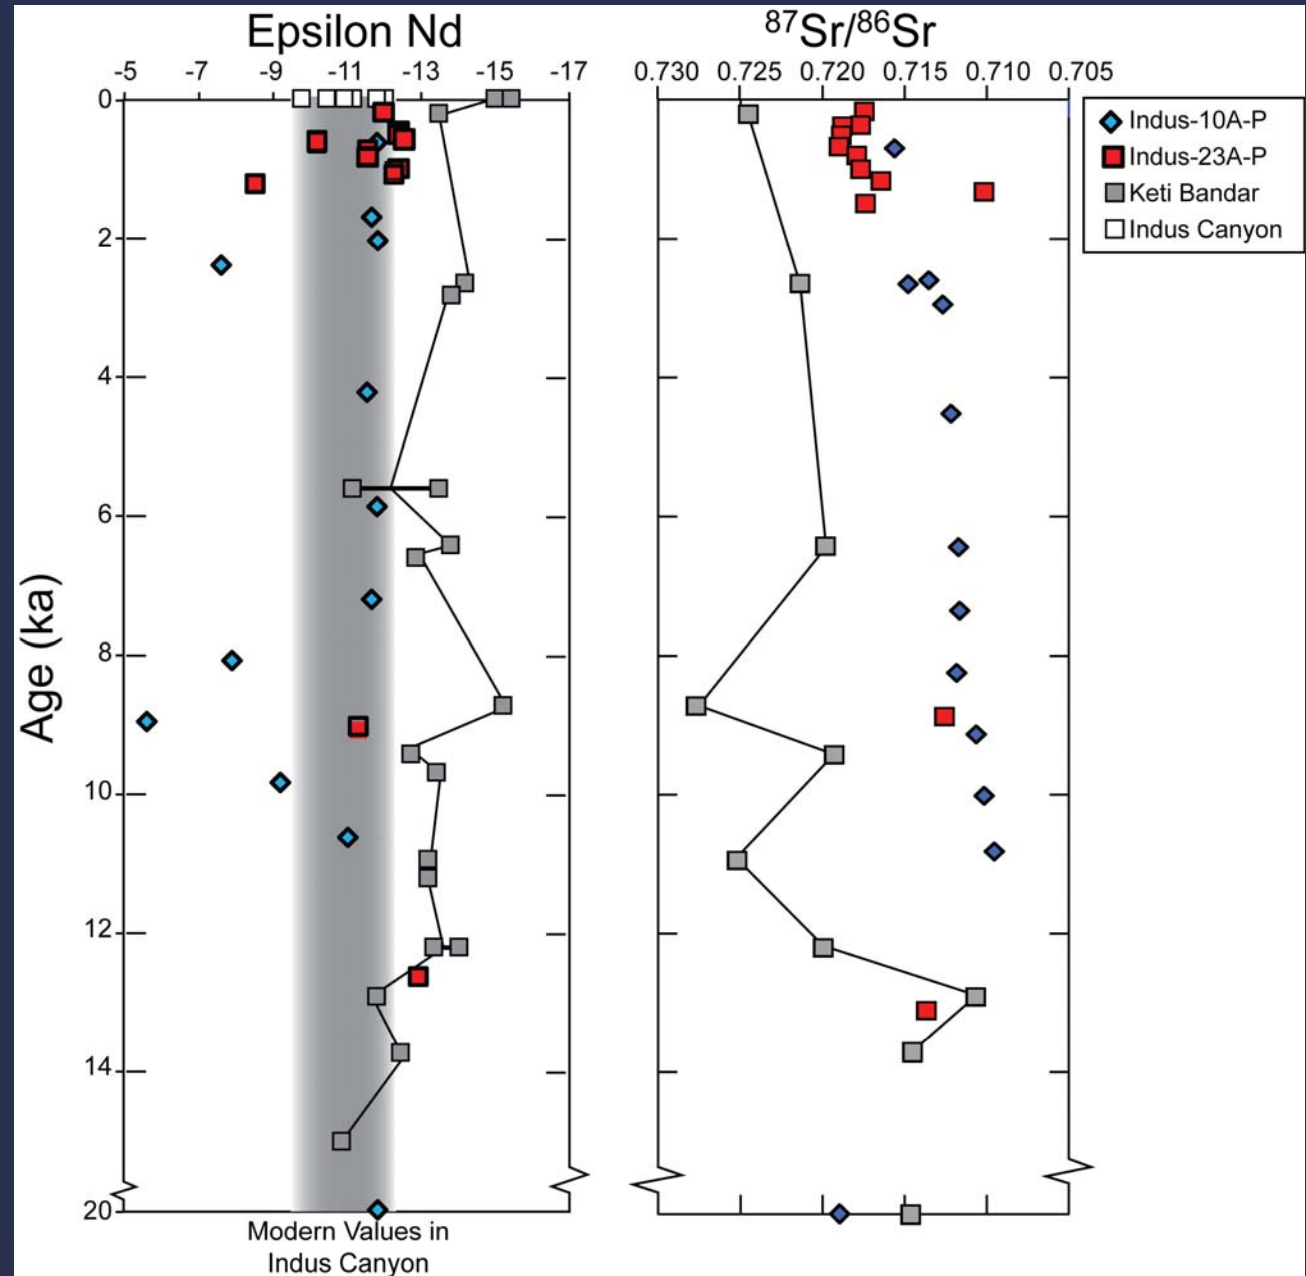 Epsilon Nd
87Sr/86Sr
-5 -7 -9 -11 -13 -15 -17
0.730 0.725 0.720 0.715 0.710 0.705
Indus-10A-P
Indus-23A-P
Keti Bandar
Indus Canyon
Age (ka)
0
2
4
6
8
10
12
14
20
Modern Values in
Indus Canyon